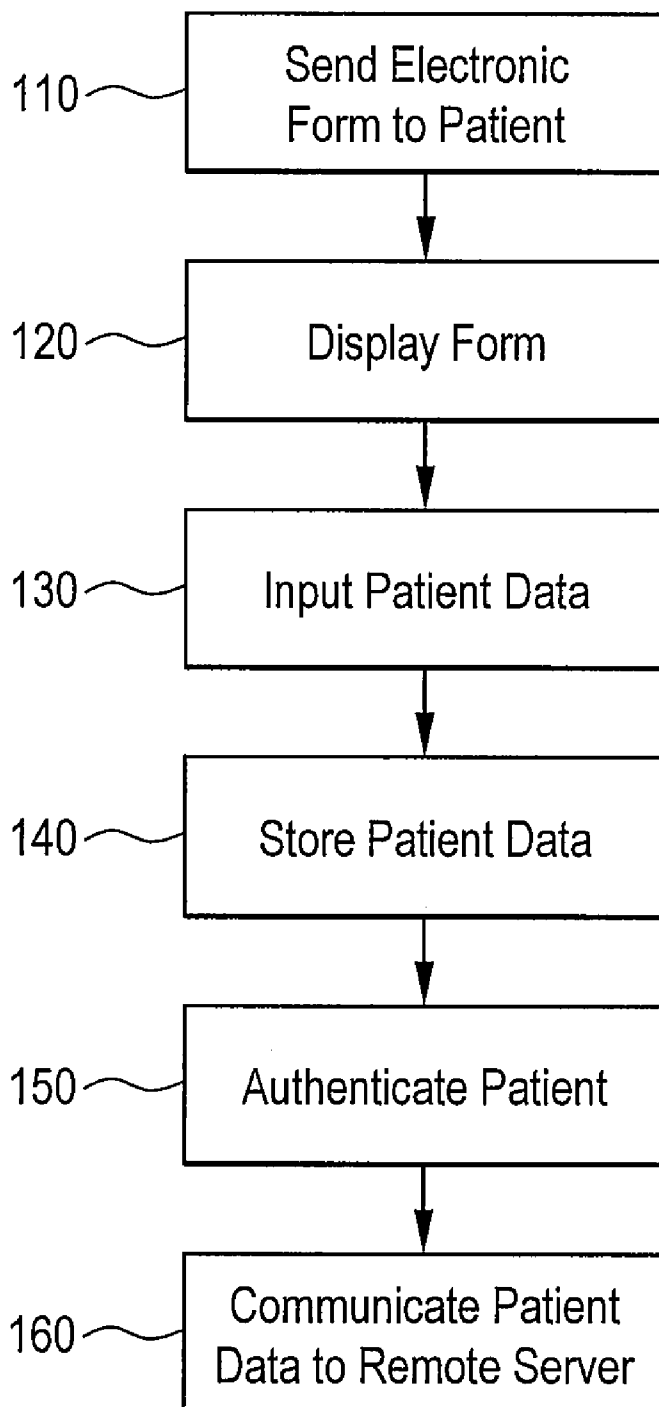 110
Send Electronic
Form to Patient
120
Display Form
130
Input Patient Data
140
Store Patient Data
150
Authenticate Patient
160
Communicate Patient
Data to Remote Server